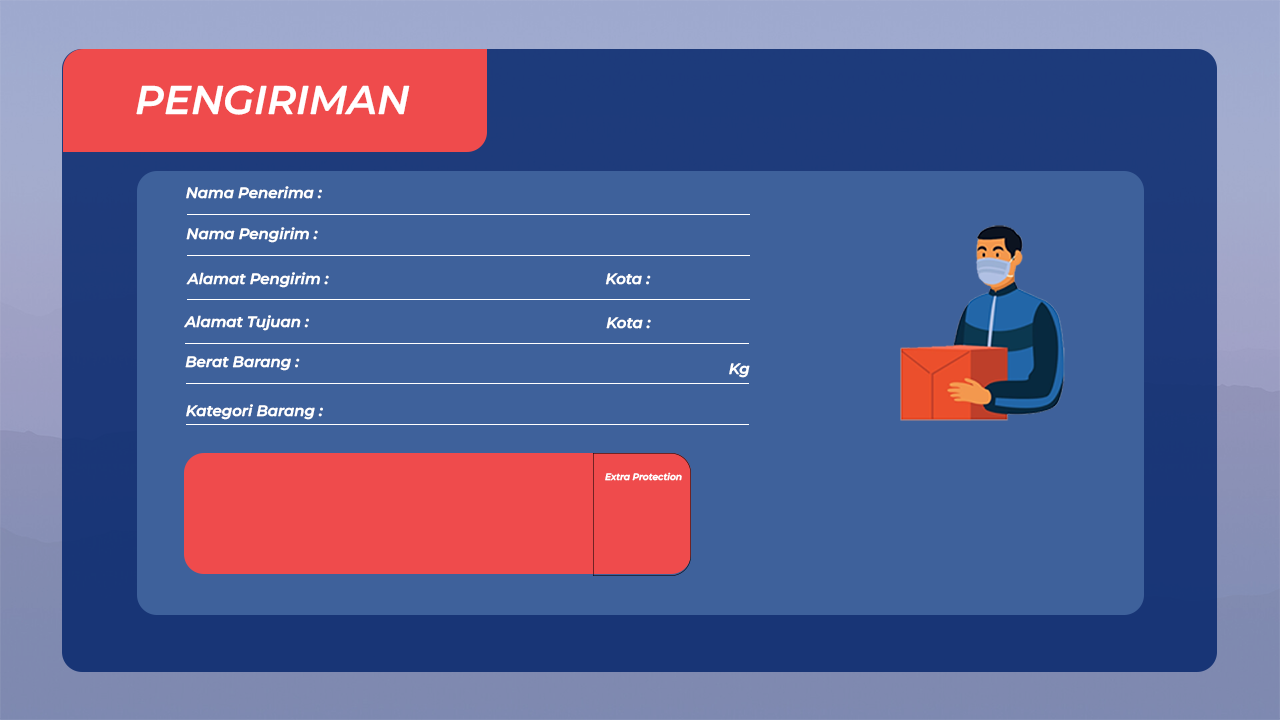 PENGIRIMAN
Nama Penerima :
Nama Pengirim :
Alamat Pengirim : Kota :
Alamat Tujuan : Kota :
Berat Barang : Kg
Kategori Barang :
Extra Protection